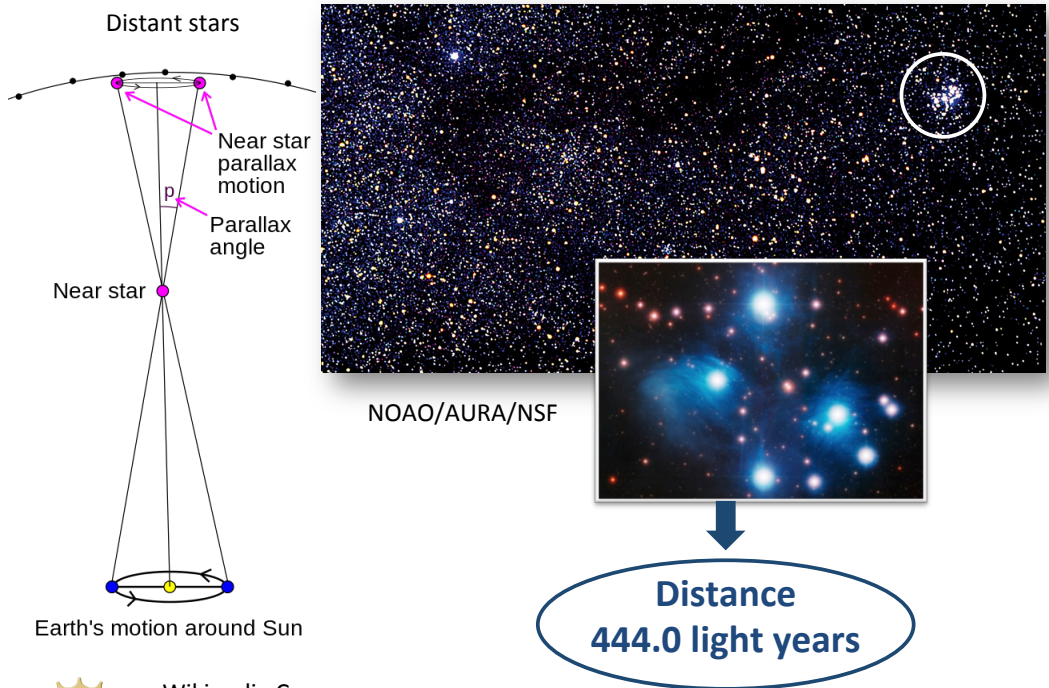 Distant stars
Near star
parallax
motion
p
Parallax
angle
Near star
Earth's motion around Sun
NOAO/AURA/NSF
Distance
444.0 light years